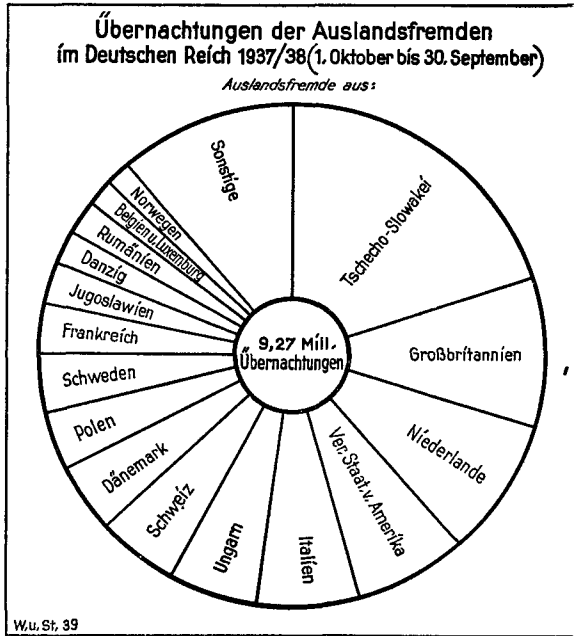 Übernachtungen der Auslandsfremden
im Deutschen Reich 1937/38 (1. Oktober bis 30. September)
Auslandsfremde aus:
Tschecho-Slowakei
Großbritannien
Niederlande
Ver. Staat. v. Amerika
Italien
Ungarn
Schweiz
Dänemark
Polen
Schweden
Frankreich
Jugoslawien
Danzig
Rumänien
Belgien u. Luxemburg
Norwegen
Sonstige
9,27 Mill.
Übernachtungen
W. u. St. 39